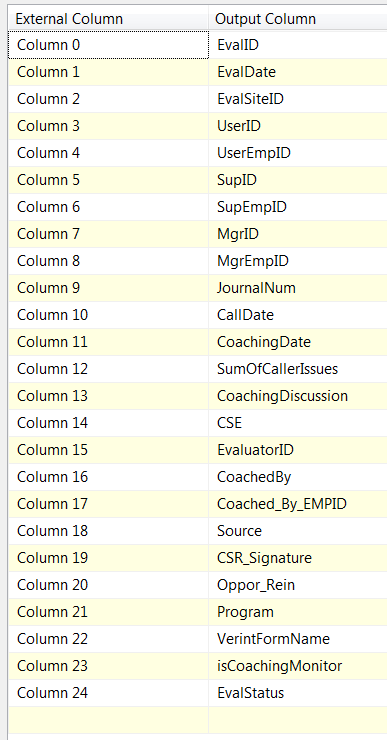 External Column Output Column
Column 0 EvalID
Column 1 EvalDate
Column 2 EvalSiteID
Column 3 UserID
Column 4 UserEmpID
Column 5 SupID
Column 6 SupEmpID
Column 7 MgrID
Column 8 MgrEmpID
Column 9 JournalNum
Column 10 CallDate
Column 11 CoachingDate
Column 12 SumOfCallerIssues
Column 13 CoachingDiscussion
Column 14 CSE
Column 15 EvaluatorID
Column 16 CoachedBy
Column 17 Coached_By_EMPID
Column 18 Source
Column 19 CSR_Signature
Column 20 Oppor_Rein
Column 21 Program
Column 22 VerintFormName
Column 23 isCoachingMonitor
Column 24 EvalStatus